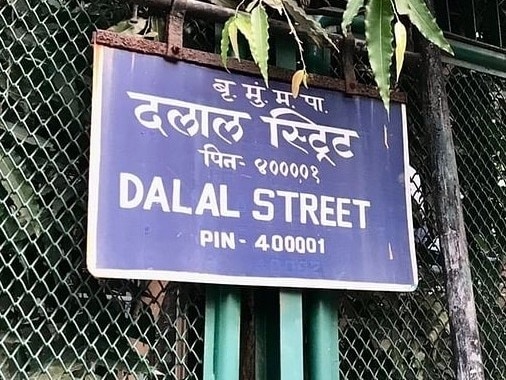 बृ. मुं. म. पा.
दलाल स्ट्रिट
पिन- ४००००१
DALAL STREET
PIN - 400001